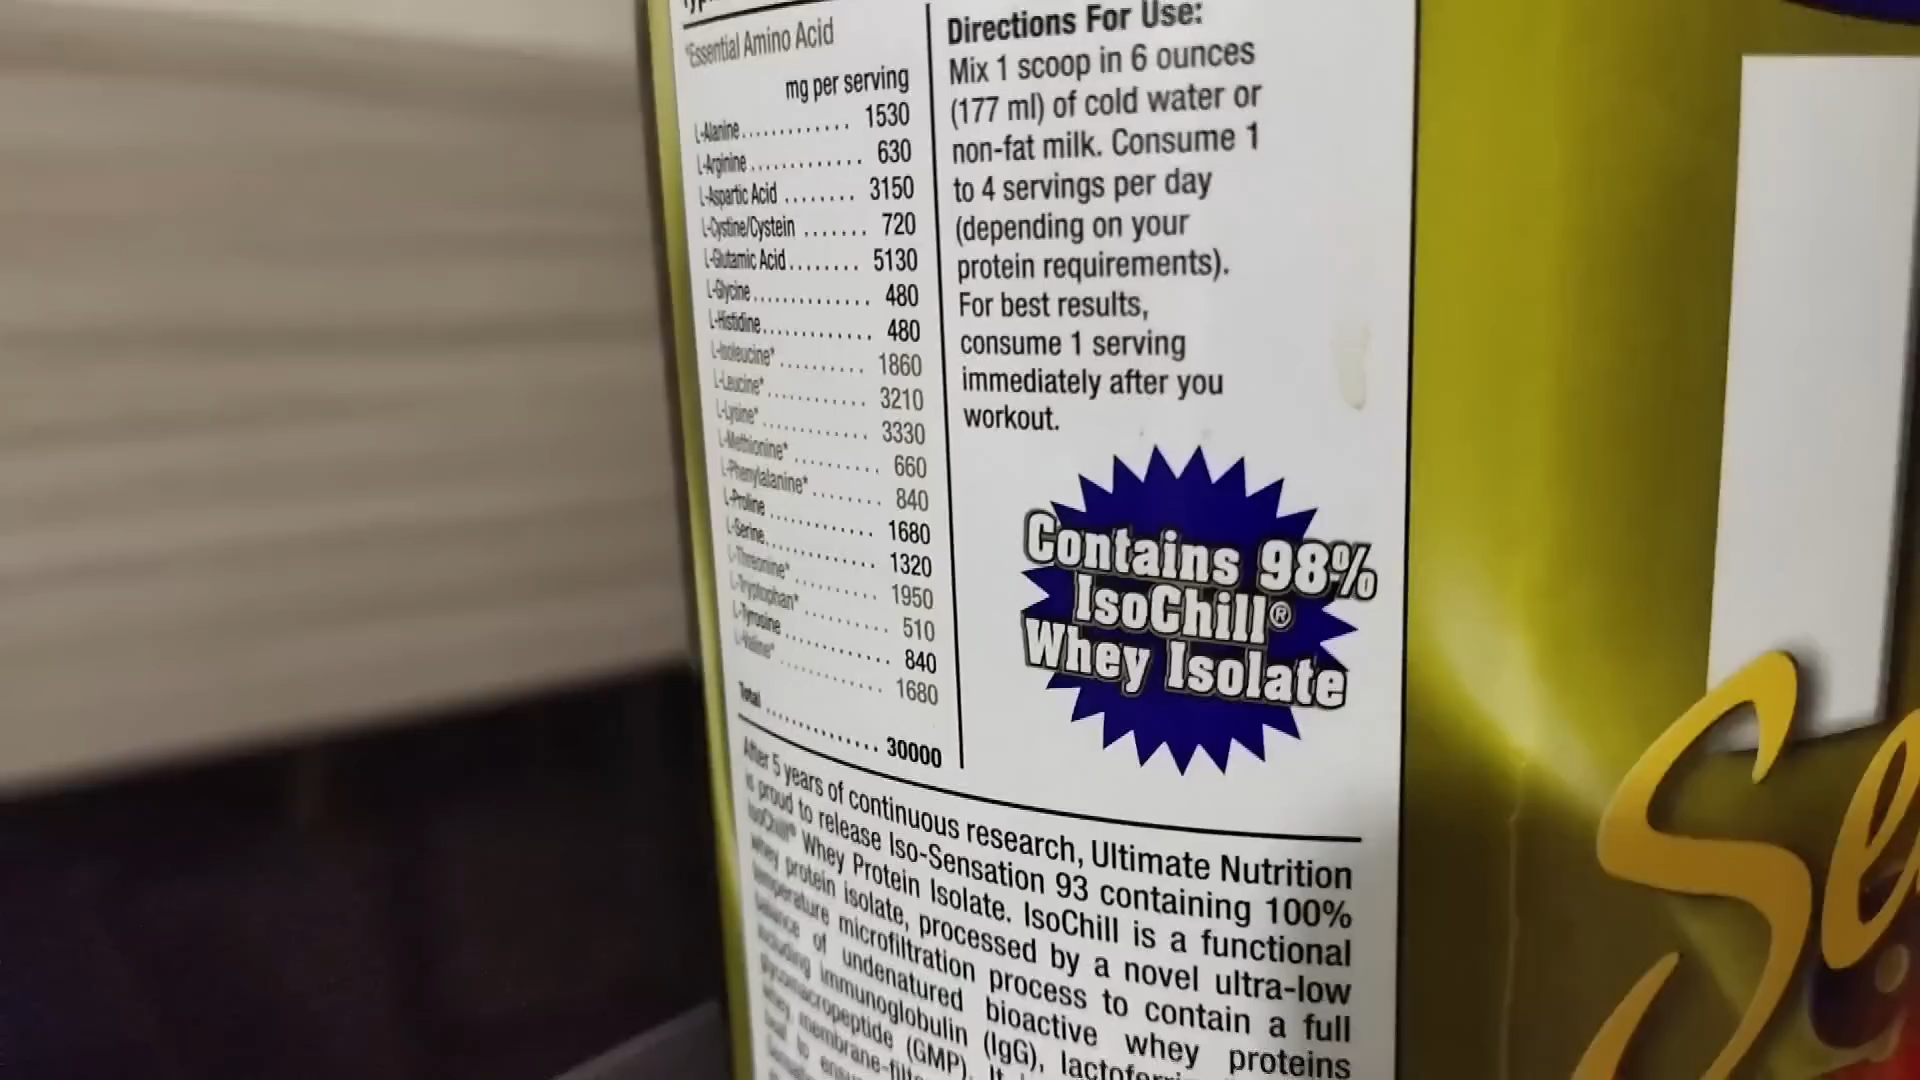 *Essential Amino Acid
mg per serving
L-Alanine ............. 1530
L-Arginine ............. 630
L-Aspartic Acid ........ 3150
L-Cystine/Cystein ....... 720
L-Glutamic Acid ........ 5130
L-Glycine .............. 480
L-Histidine ............. 480
L-Isoleucine* .......... 1860
L-Leucine* ............ 3210
L-Lysine* ............. 3330
L-Methionine* .......... 660
L-Phenylalanine* ........ 840
L-Proline ............. 1680
L-Serine ............. 1320
L-Threonine* ......... 1950
L-Tryptophan* .......... 510
L-Tyrosine ............ 840
L-Valine* ............ 1680
Total .............. 30000
Directions For Use:
Mix 1 scoop in 6 ounces
(177 ml) of cold water or
non-fat milk. Consume 1
to 4 servings per day
(depending on your
protein requirements).
For best results,
consume 1 serving
immediately after you
workout.
Contains 98%
IsoChill®
Whey Isolate
After 5 years of continuous research, Ultimate Nutrition
is proud to release Iso-Sensation 93 containing 100%
IsoChill® Whey Protein Isolate. IsoChill is a functional
whey protein isolate, processed by a novel ultra-low
temperature microfiltration process to contain a full
balance of undenatured bioactive whey proteins
including immunoglobulin (IgG),
glycomacropeptide (GMP). It
Se